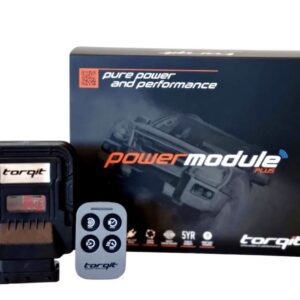 pure power
and performance
powermodule
PLUS
torqit
torqit
torqit
5YR